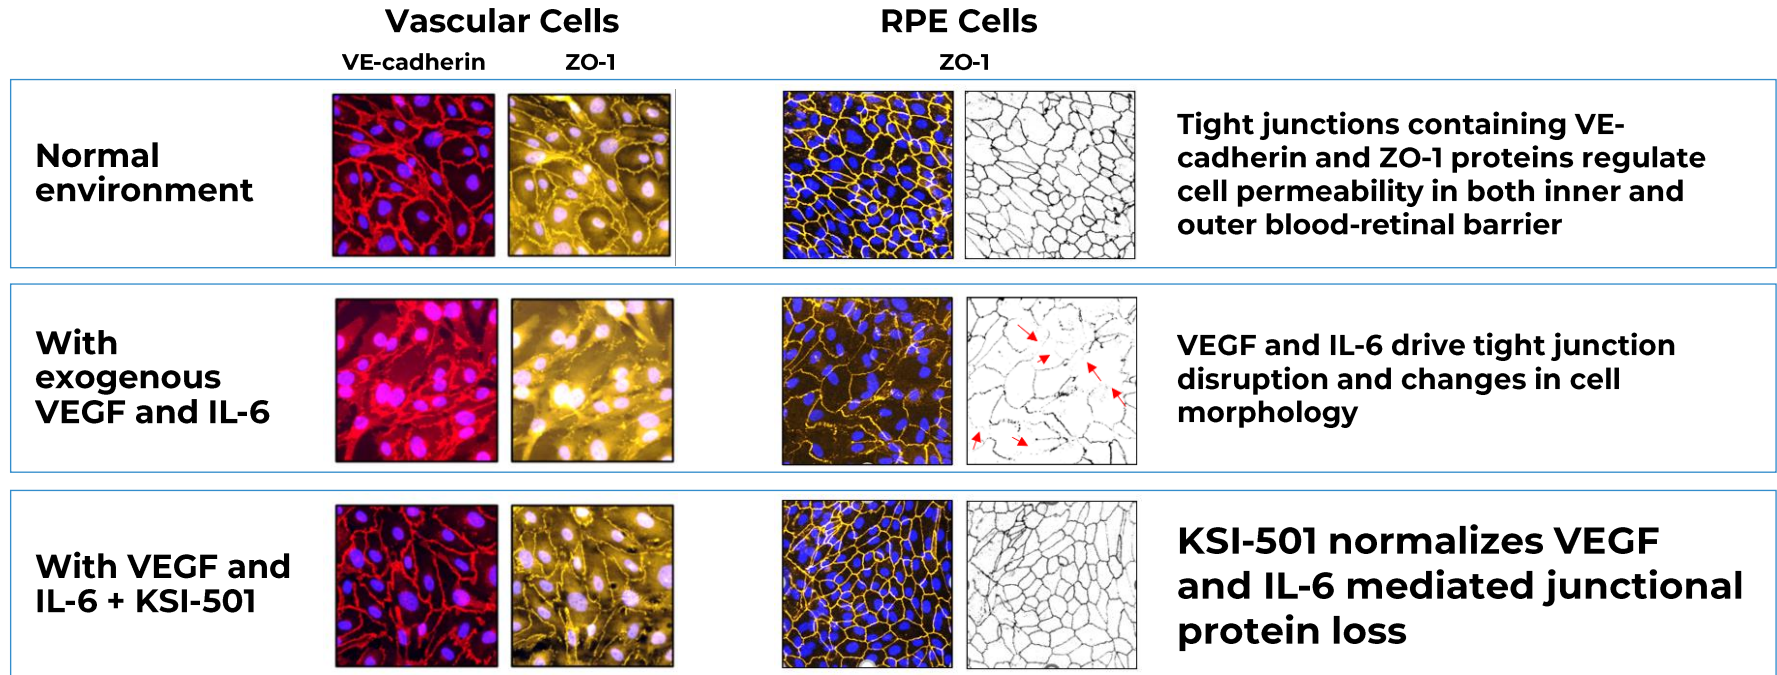 Vascular Cells
RPE Cells
VE-cadherin
ZO-1
ZO-1
Normal
environment
Tight junctions containing VE-
cadherin and ZO-1 proteins regulate
cell permeability in both inner and
outer blood-retinal barrier
With
exogenous
VEGF and IL-6
VEGF and IL-6 drive tight junction
disruption and changes in cell
morphology
With VEGF and
IL-6 + KSI-501
KSI-501 normalizes VEGF
and IL-6 mediated junctional
protein loss